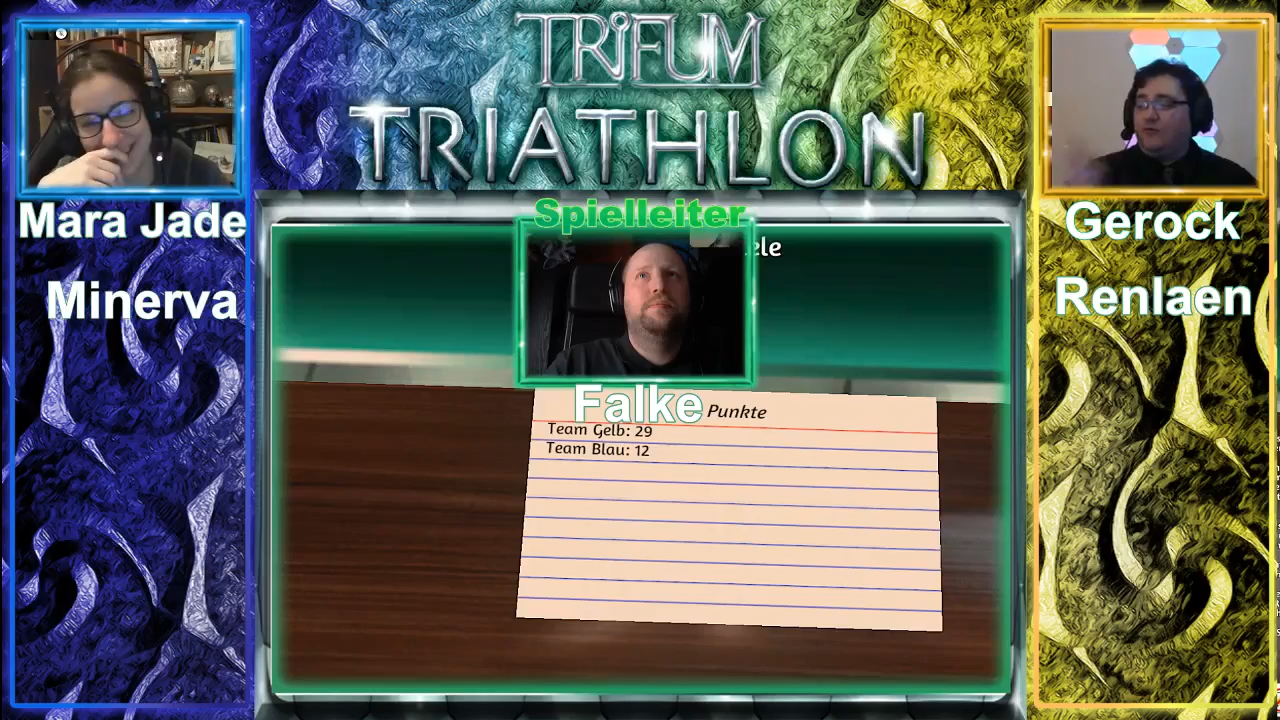 TRiFUM
TRIATHLON
Mara Jade
Minerva
Spielleiter
Gerock
Renlaen
Falke
Punkte
Team Gelb: 29
Team Blau: 12